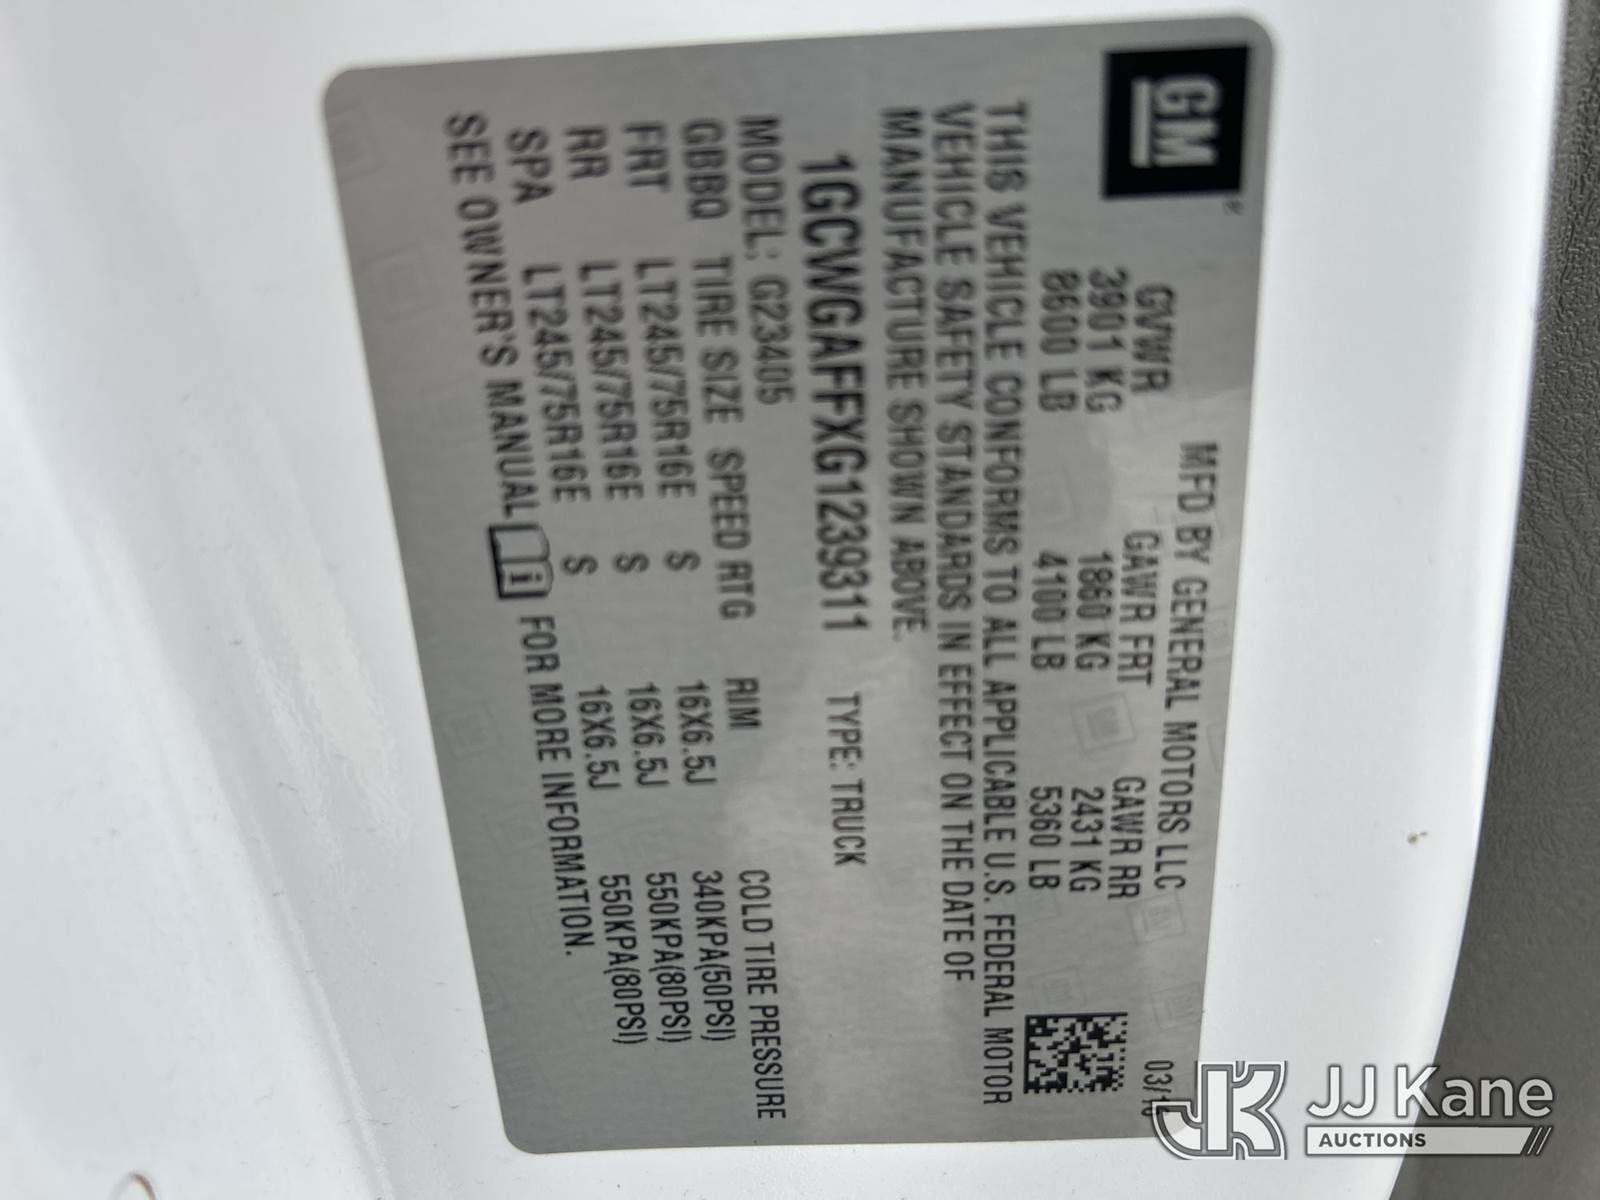 GM
MFD BY GENERAL MOTORS LLC
GVWR GAWR FRT GAWR RR
3901 KG 1860 KG 2431 KG
8600 LB 4100 LB 5360 LB
THIS VEHICLE CONFORMS TO ALL APPLICABLE U.S. FEDERAL MOTOR
VEHICLE SAFETY STANDARDS IN EFFECT ON THE DATE OF
MANUFACTURE SHOWN ABOVE.
1GCWGAFFXG1239311 TYPE: TRUCK
MODEL: G23405
GBBQ TIRE SIZE SPEED RTG RIM COLD TIRE PRESSURE
FRT LT245/75R16E S 16X6.5J 340KPA(50PSI)
RR LT245/75R16E S 16X6.5J 550KPA(80PSI)
SPA LT245/75R16E S 16X6.5J 550KPA(80PSI)
SEE OWNER'S MANUAL i FOR MORE INFORMATION.
JK JJ Kane
AUCTIONS